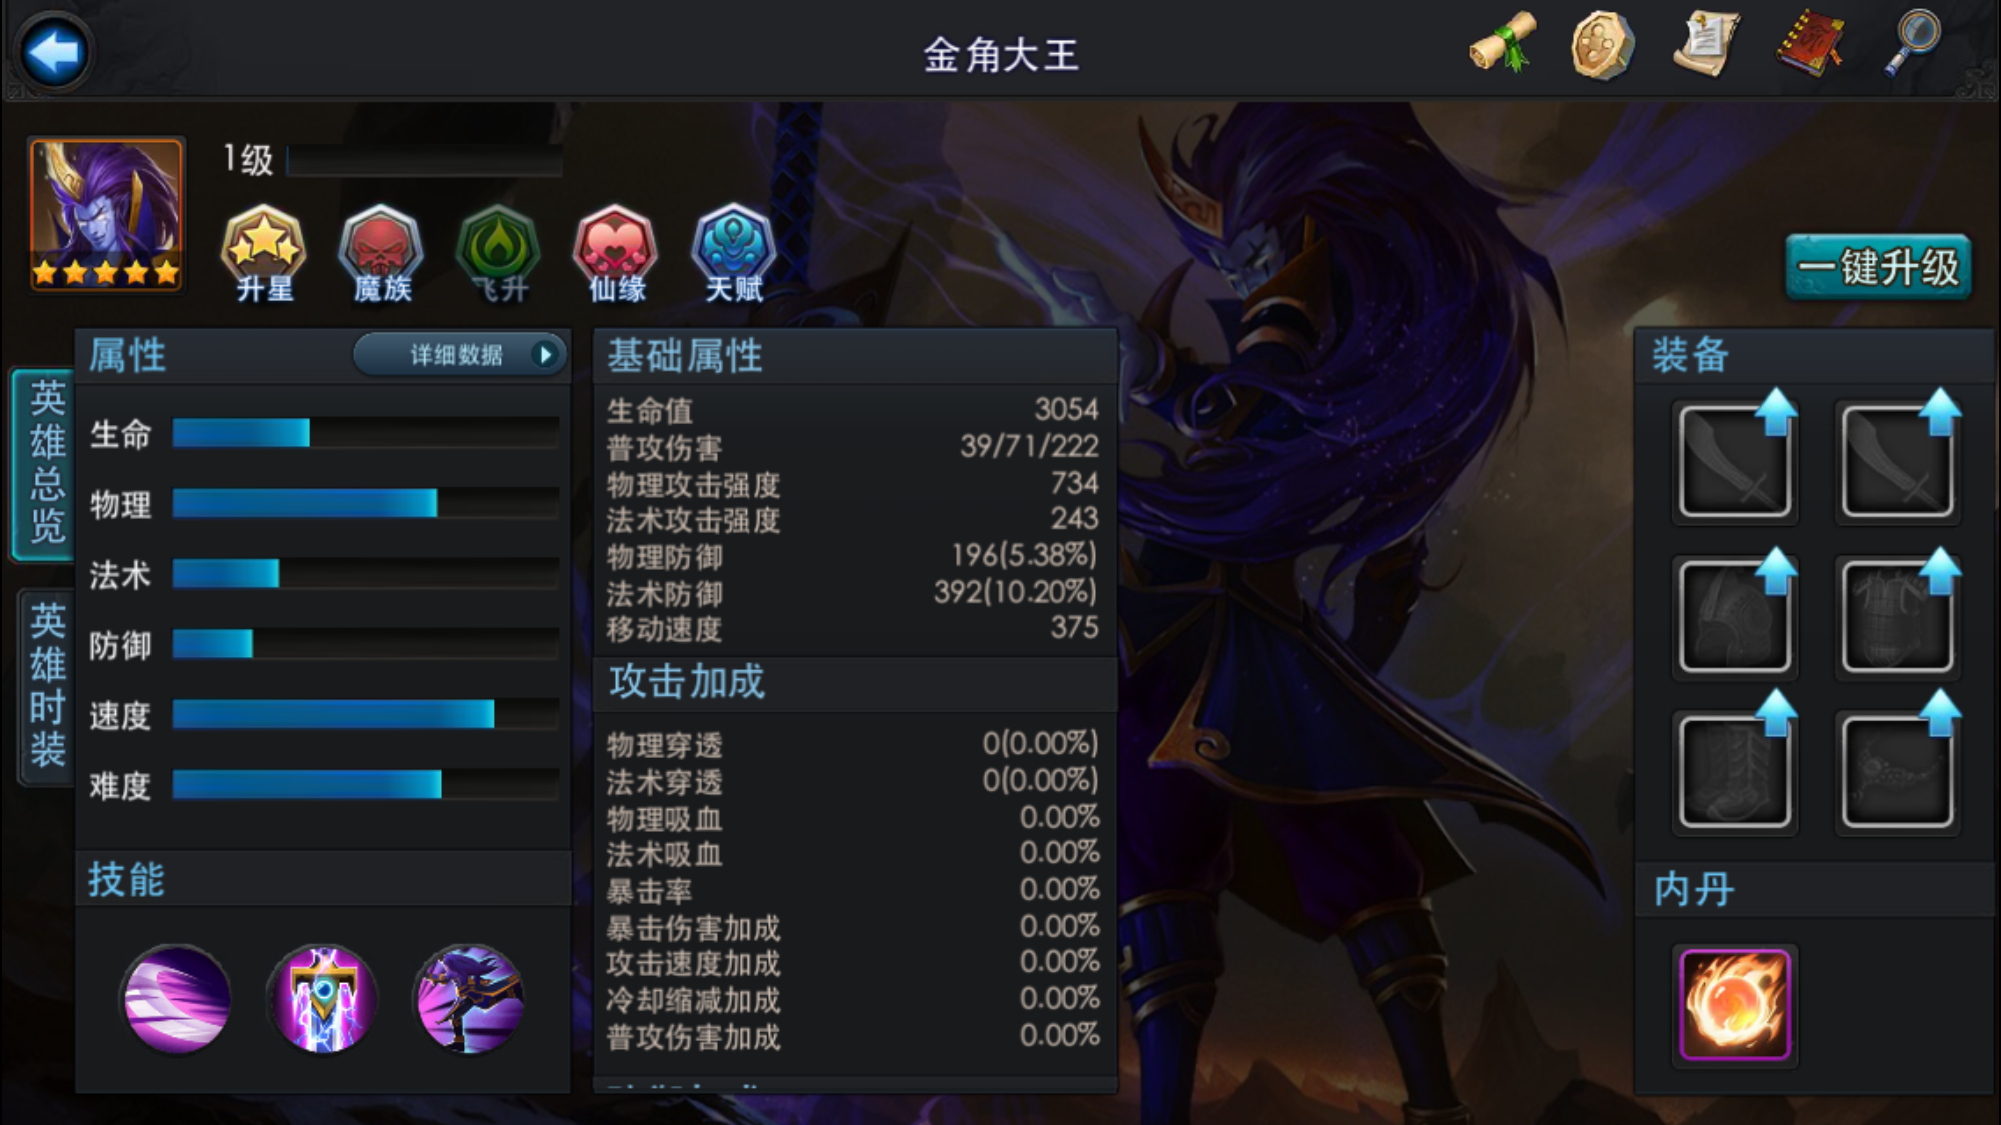 金角大王
1级
升星
魔族
飞升
仙缘
天赋
一键升级
英雄总览
英雄时装
属性
详细数据
生命
物理
法术
防御
速度
难度
技能
基础属性
生命值 3054
普攻伤害 39/71/222
物理攻击强度 734
法术攻击强度 243
物理防御 196(5.38%)
法术防御 392(10.20%)
移动速度 375
攻击加成
物理穿透 0(0.00%)
法术穿透 0(0.00%)
物理吸血 0.00%
法术吸血 0.00%
暴击率 0.00%
暴击伤害加成 0.00%
攻击速度加成 0.00%
冷却缩减加成 0.00%
普攻伤害加成 0.00%
装备
内丹